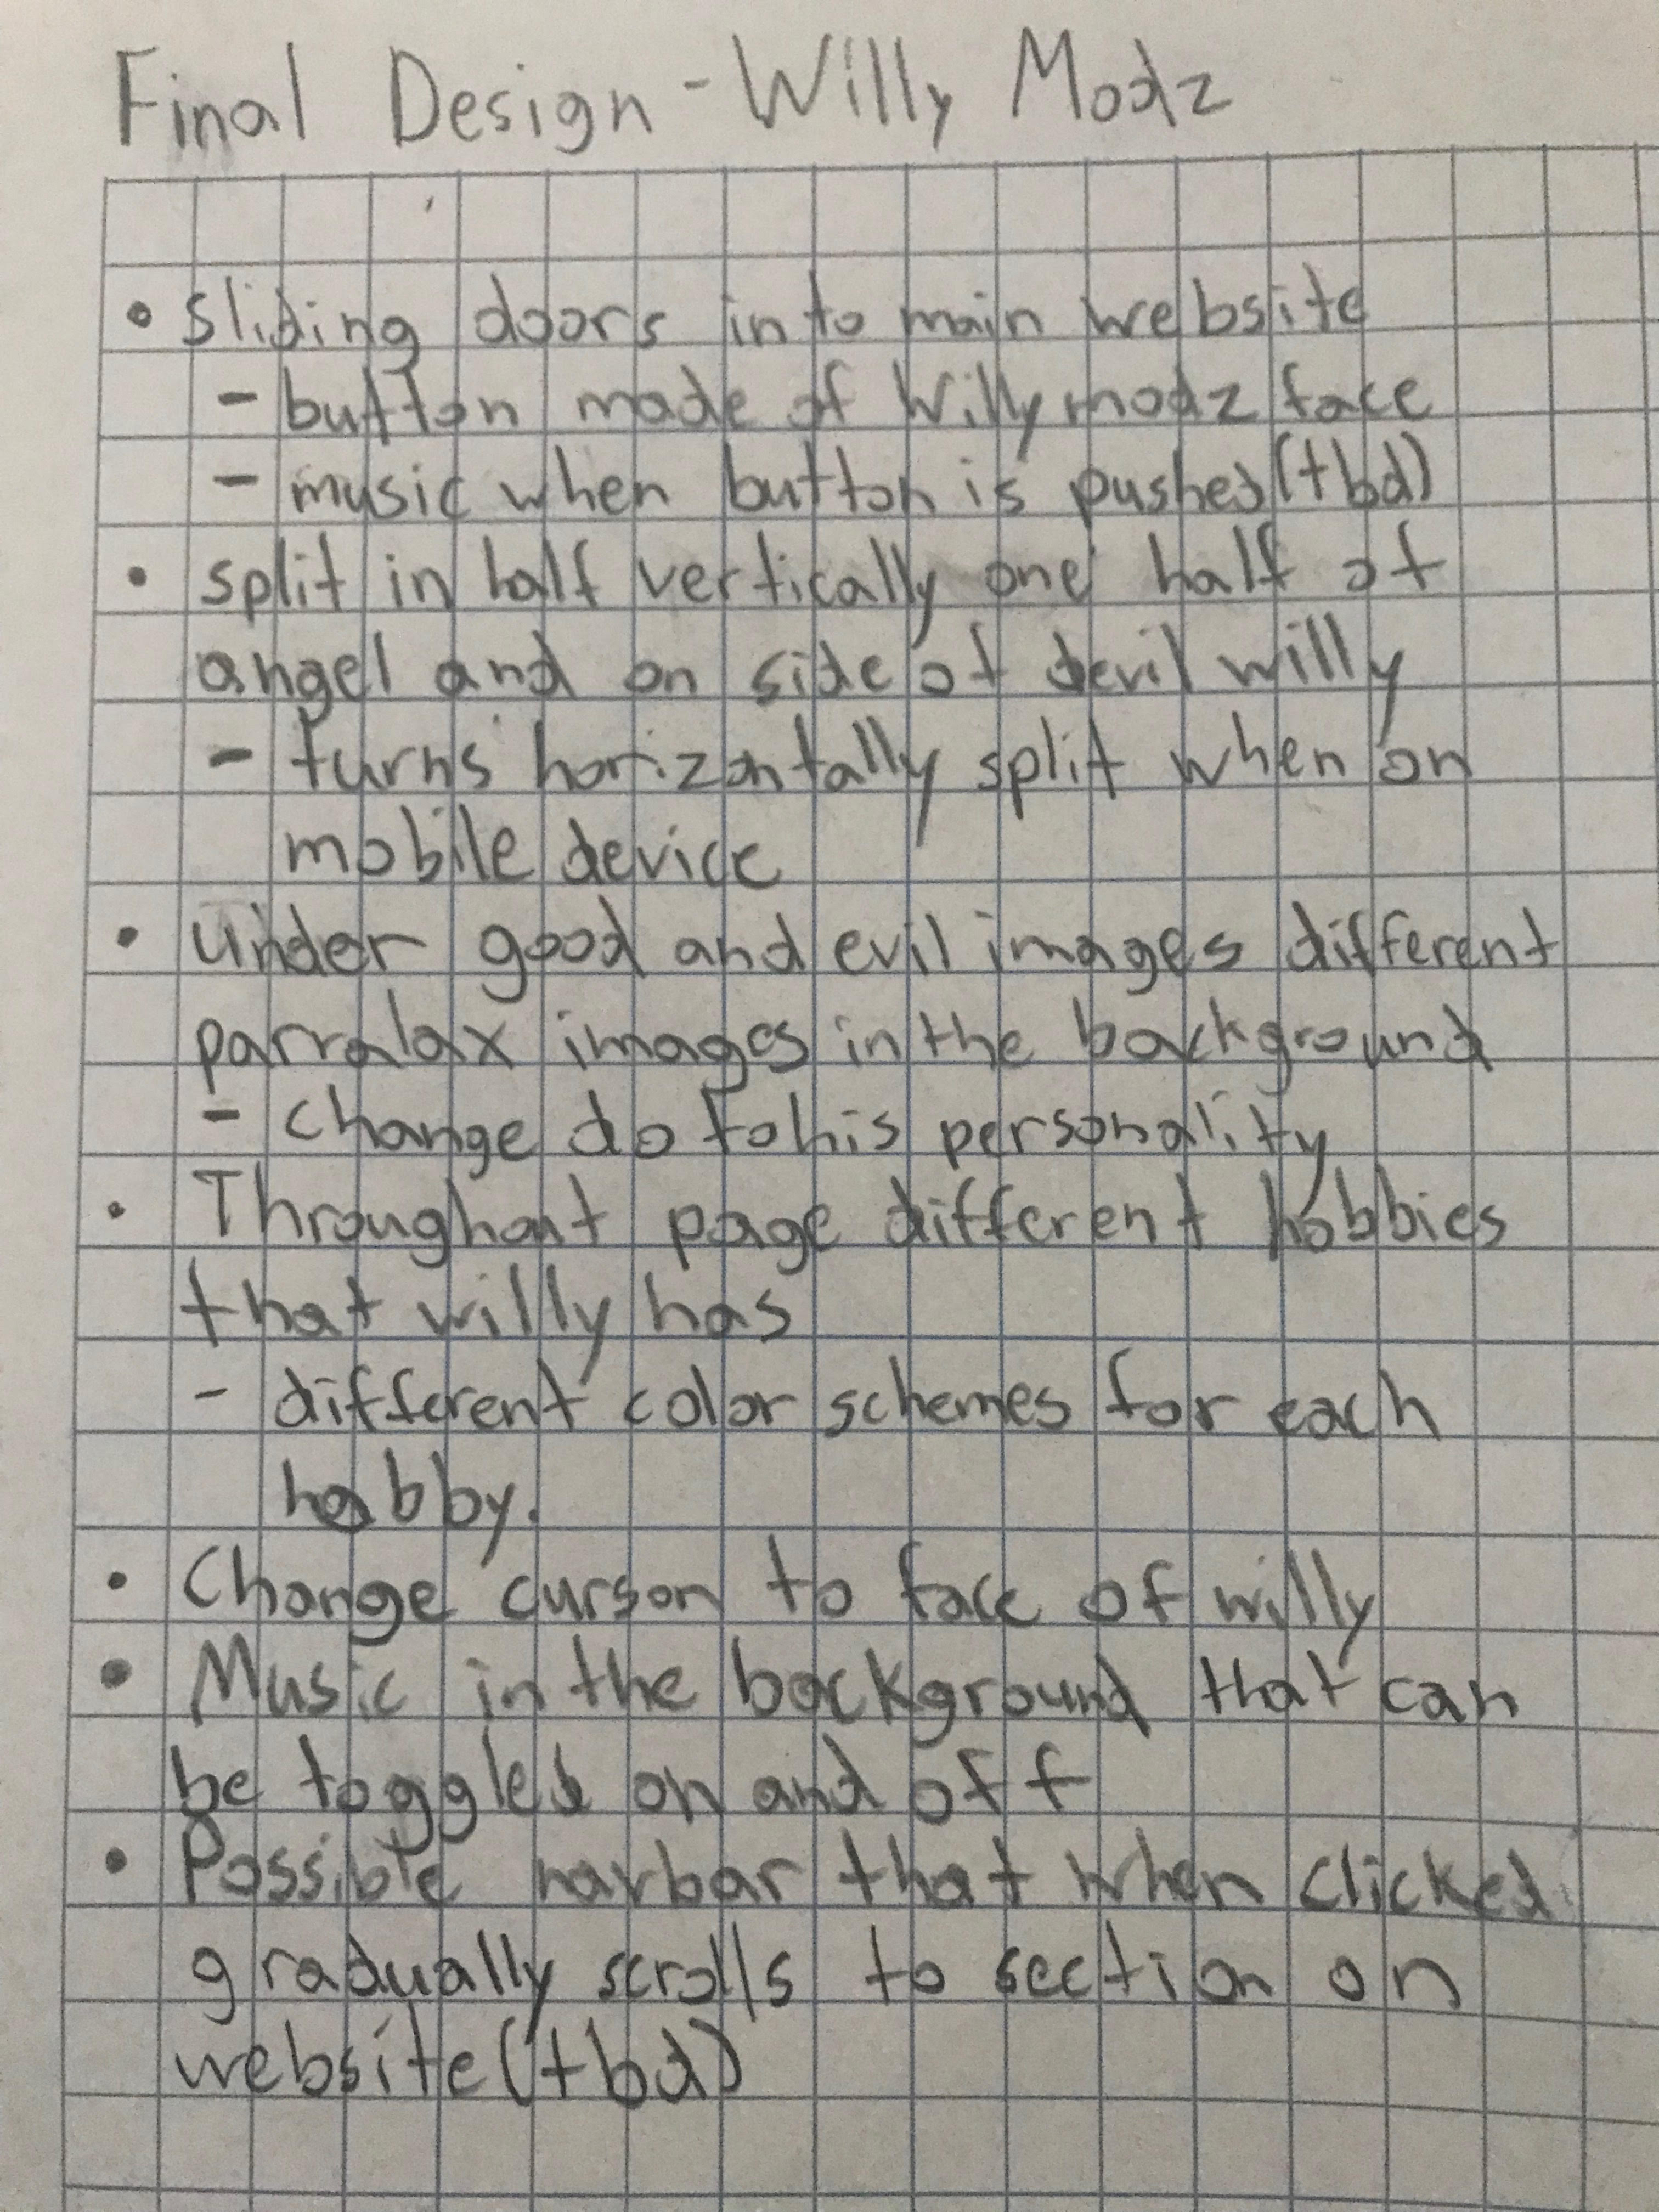 Final Design - Willy Modz
• sliding doors into main website
- button made of Willy modz face
- music when button is pushed (tbd)
• split in half vertically one half of
angel and on side of devil willy
- turns horizontally split when on
mobile device
• under good and evil images different
parralax images in the background
- change do to his personality
• Throughout page different hobbies
that willy has
- different color schemes for each
hobby.
• Change curson to face of willy
• Music in the background that can
be toggled on and off
• Possible navbar that when clicked
gradually scrolls to section on
website (tbd)